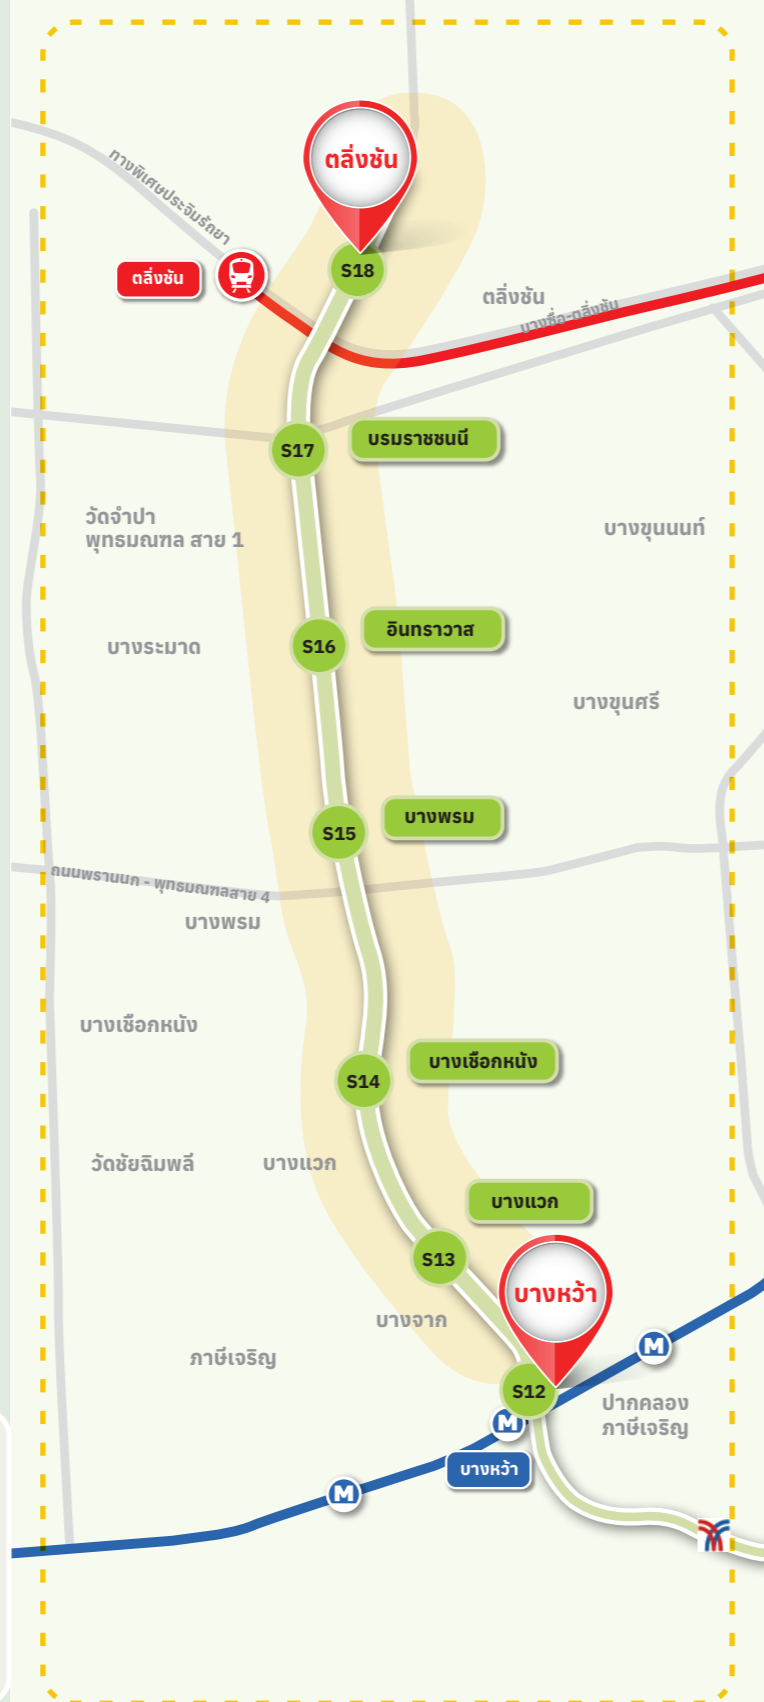 ตลิ่งชัน
ทางพิเศษประจิมรัถยา
S18
ตลิ่งชัน
ตลิ่งชัน
บางซื่อ-ตลิ่งชัน
บรมราชชนนี
S17
วัดจำปา
พุทธมณฑล สาย 1
บางขุนนนท์
อินทราวาส
S16
บางระมาด
บางขุนศรี
บางพรม
S15
ถนนพรานนก - พุทธมณฑลสาย 4
บางพรม
บางเชือกหนัง
บางเชือกหนัง
S14
วัดชัยฉิมพลี
บางแวก
บางแวก
S13
บางหว้า
บางจาก
ภาษีเจริญ
M
S12
ปากคลอง
ภาษีเจริญ
M
บางหว้า
M